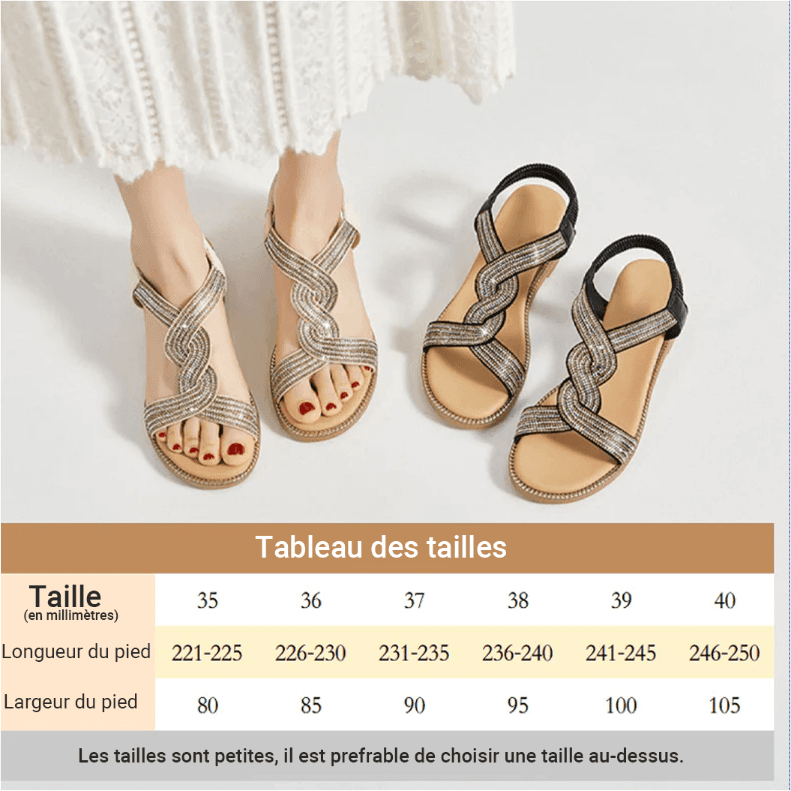 Tableau des tailles
Taille 35 36 37 38 39 40
(en millimètres)
Longueur du pied 221-225 226-230 231-235 236-240 241-245 246-250
Largeur du pied 80 85 90 95 100 105
Les tailles sont petites, il est prefrable de choisir une taille au-dessus.